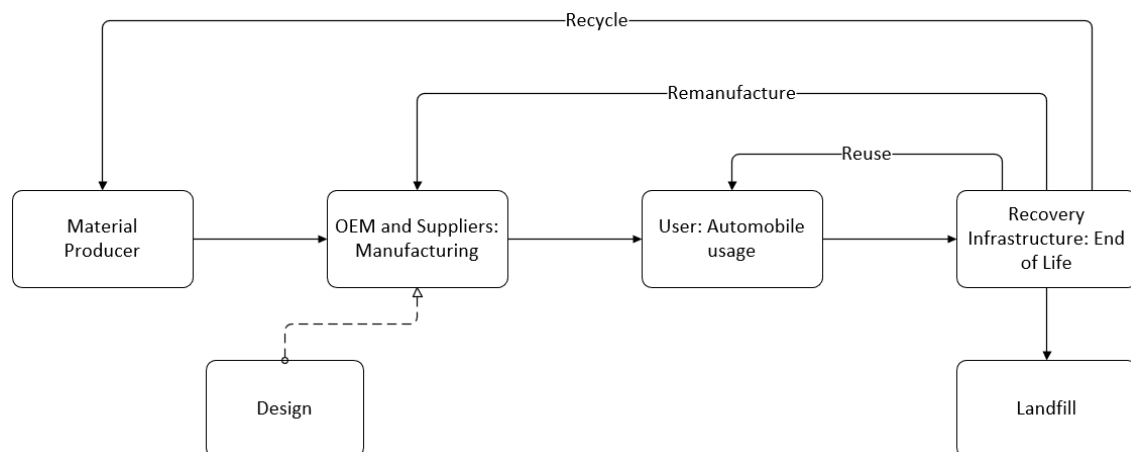 Recycle
Remanufacture
Reuse
Material
Producer
OEM and Suppliers:
Manufacturing
User: Automobile
usage
Recovery
Infrastructure: End
of Life
Design
Landfill